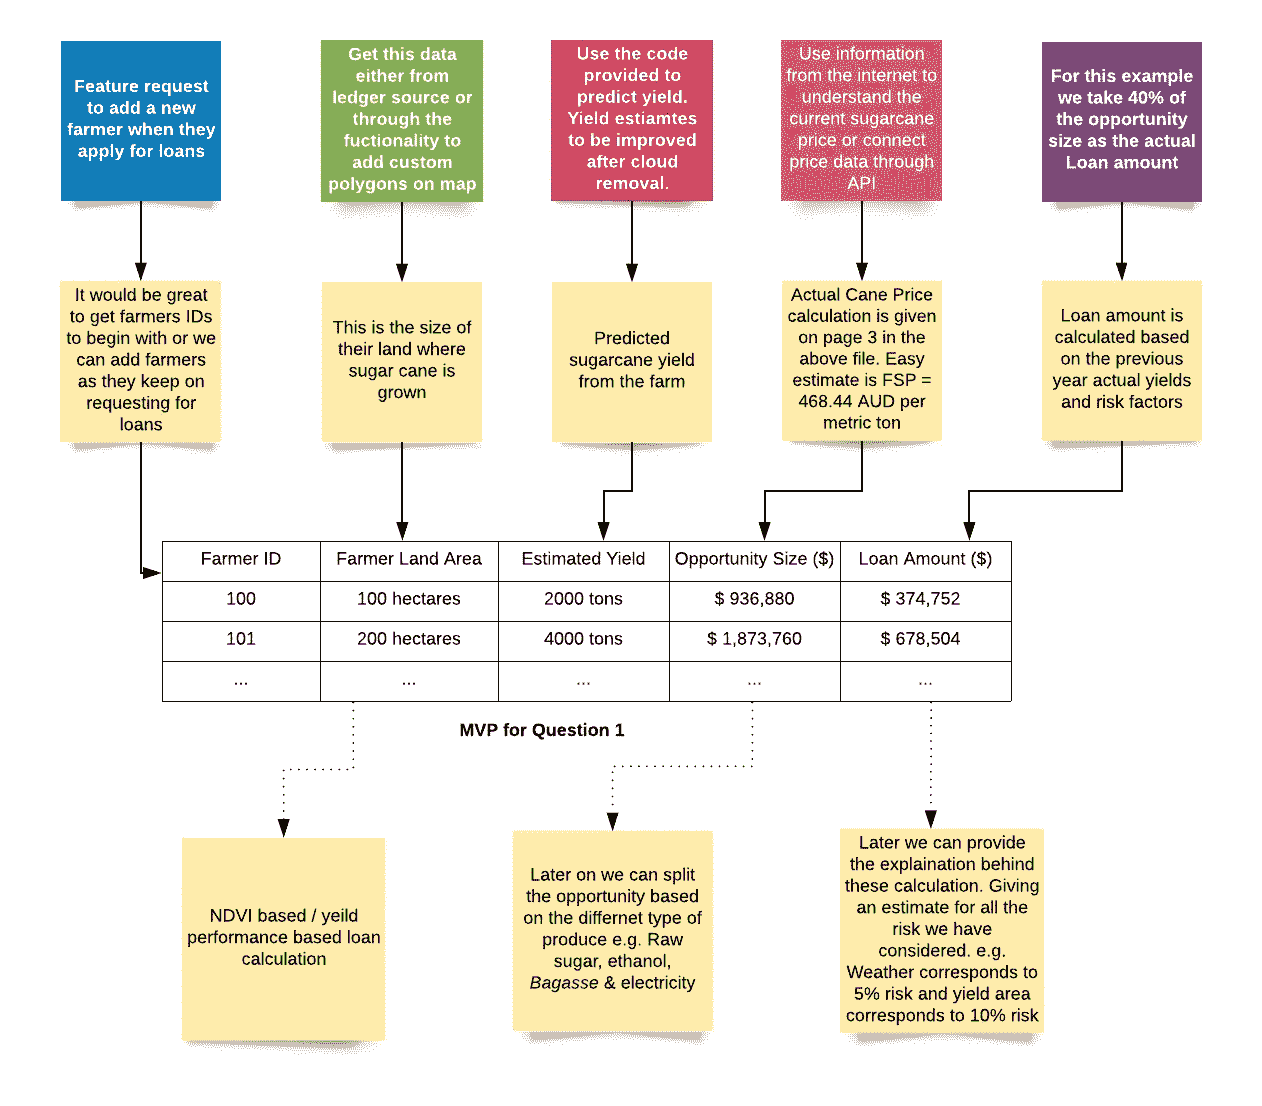 Feature request
to add a new
farmer when they
apply for loans
Get this data
either from
ledger source or
through the
fuctionality to
add custom
polygons on map
Use the code
provided to
predict yield.
Yield estiamtes
to be improved
after cloud
removal.
Use information
from the internet to
understand the
current sugarcane
price or connect
price data through
API
For this example
we take 40% of
the opportunity
size as the actual
Loan amount
It would be great
to get farmers IDs
to begin with or we
can add farmers
as they keep on
requesting for
loans
This is the size of
their land where
sugar cane is
grown
Predicted
sugarcane yield
from the farm
Actual Cane Price
calculation is given
on page 3 in the
above file. Easy
estimate is FSP =
468.44 AUD per
metric ton
Loan amount is
calculated based
on the previous
year actual yields
and risk factors
Farmer ID Farmer Land Area Estimated Yield Opportunity Size ($) Loan Amount ($)
100 100 hectares 2000 tons $ 936,880 $ 374,752
101 200 hectares 4000 tons $ 1,873,760 $ 678,504
... ... ... ... ...
MVP for Question 1
NDVI based / yeild
performance based loan
calculation
Later on we can split
the opportunity based
on the differnet type of
produce e.g. Raw
sugar, ethanol,
Bagasse & electricity
Later we can provide
the explaination behind
these calculation. Giving
an estimate for all the
risk we have
considered. e.g.
Weather corresponds to
5% risk and yield area
corresponds to 10% risk